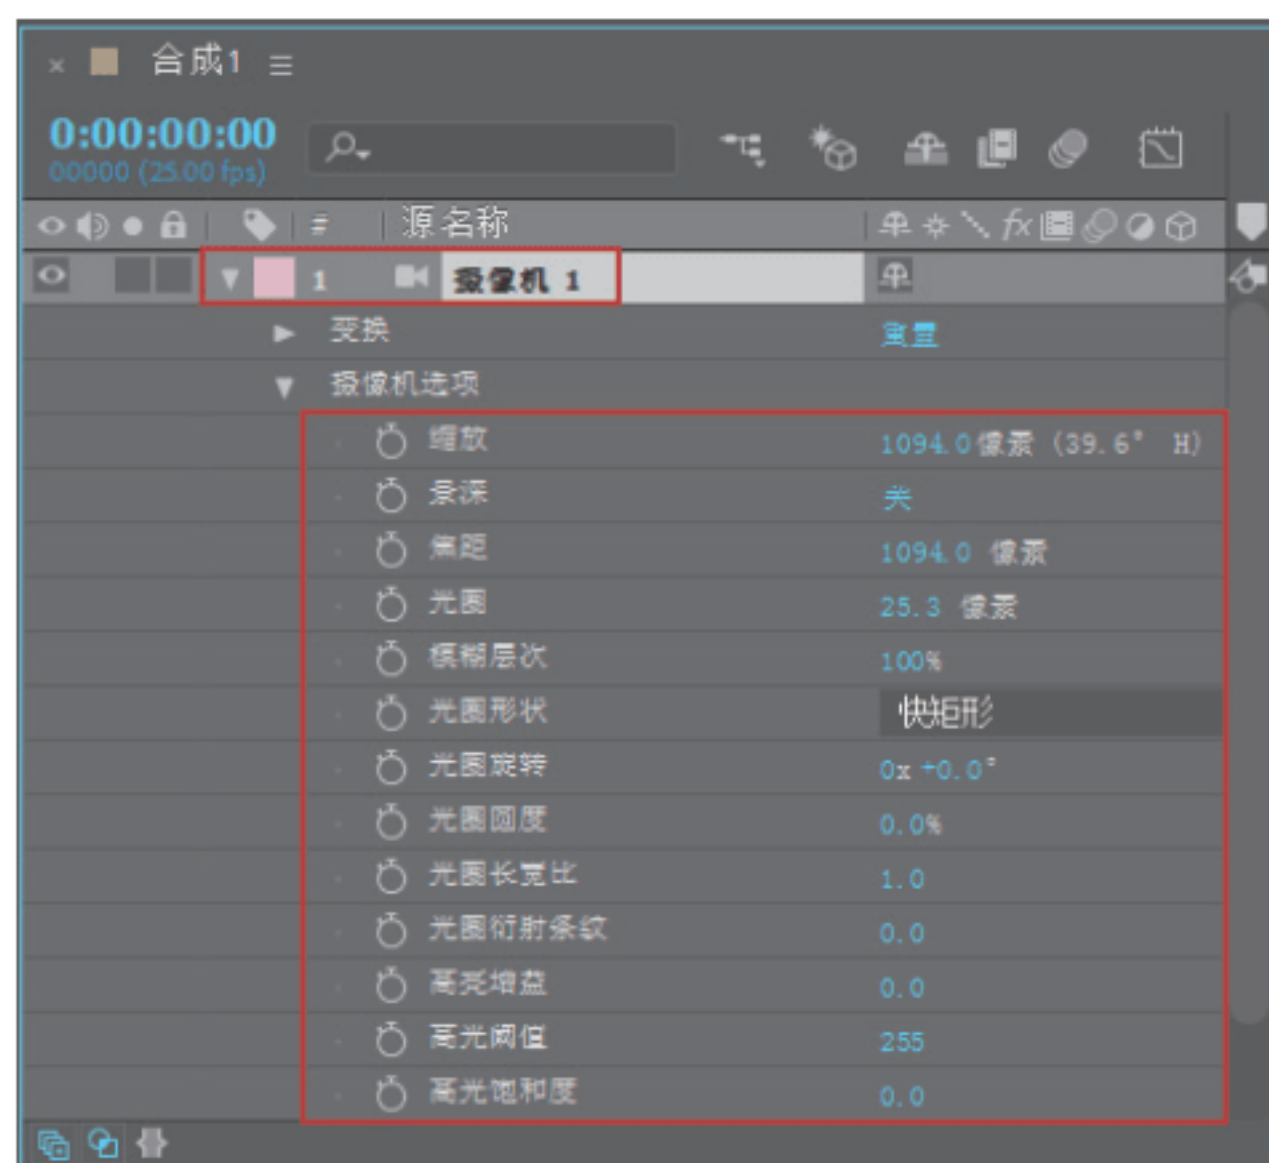 合成1
0:00:00:00
00000 (25.00 fps)
# 源名称
1 摄像机 1
变换 重置
摄像机选项
缩放 1094.0像素 (39.6° H)
景深 关
焦距 1094.0 像素
光圈 25.3 像素
模糊层次 100%
光圈形状 快矩形
光圈旋转 0x +0.0°
光圈圆度 0.0%
光圈长宽比 1.0
光圈衍射条纹 0.0
高亮增益 0.0
高光阈值 255
高光饱和度 0.0